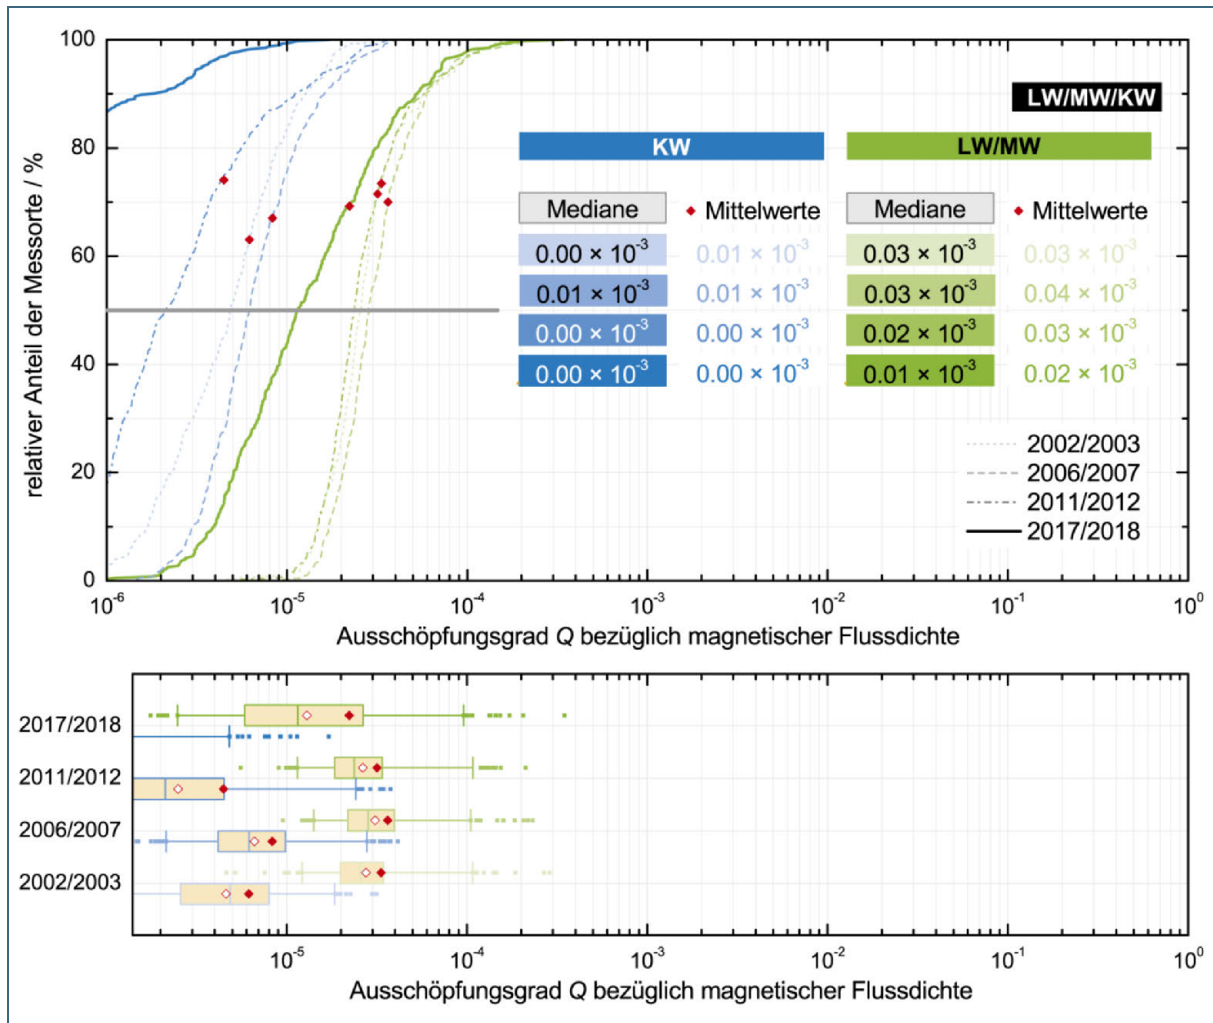 100
80
60
40
20
0
relativer Anteil der Messorte / %
LW/MW/KW
KW LW/MW
Mediane Mittelwerte Mediane Mittelwerte
0.00 × 10⁻³ 0.01 × 10⁻³ 0.03 × 10⁻³ 0.03 × 10⁻³
0.01 × 10⁻³ 0.01 × 10⁻³ 0.03 × 10⁻³ 0.04 × 10⁻³
0.00 × 10⁻³ 0.00 × 10⁻³ 0.02 × 10⁻³ 0.03 × 10⁻³
0.00 × 10⁻³ 0.00 × 10⁻³ 0.01 × 10⁻³ 0.02 × 10⁻³
2002/2003
2006/2007
2011/2012
2017/2018
10⁻⁶ 10⁻⁵ 10⁻⁴ 10⁻³ 10⁻² 10⁻¹ 10⁰
Ausschöpfungsgrad Q bezüglich magnetischer Flussdichte
2017/2018
2011/2012
2006/2007
2002/2003
10⁻⁵ 10⁻⁴ 10⁻³ 10⁻² 10⁻¹ 10⁰
Ausschöpfungsgrad Q bezüglich magnetischer Flussdichte